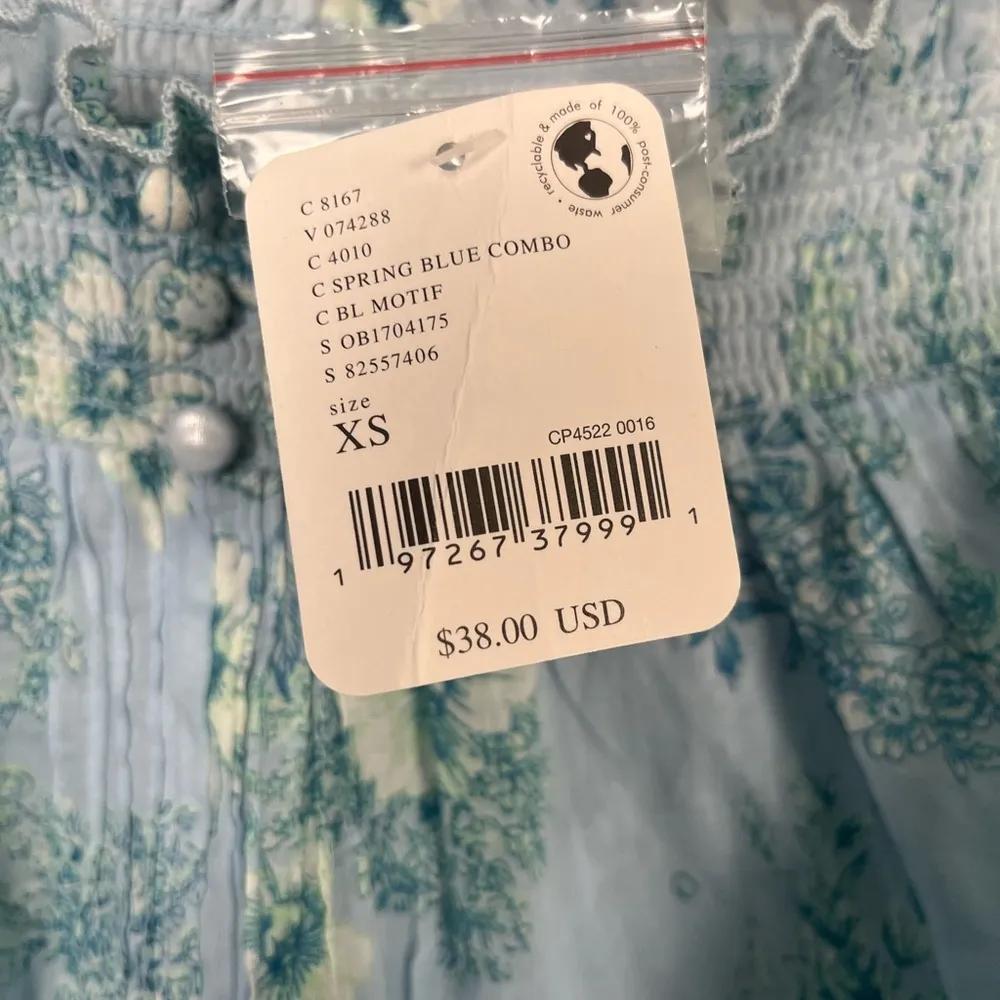 recyclable & made of 100% post-consumer waste •
C 8167
V 074288
C 4010
C SPRING BLUE COMBO
C BL MOTIF
S OB1704175
S 82557406
size
XS
CP4522 0016
1 97267 37999 1
$38.00 USD